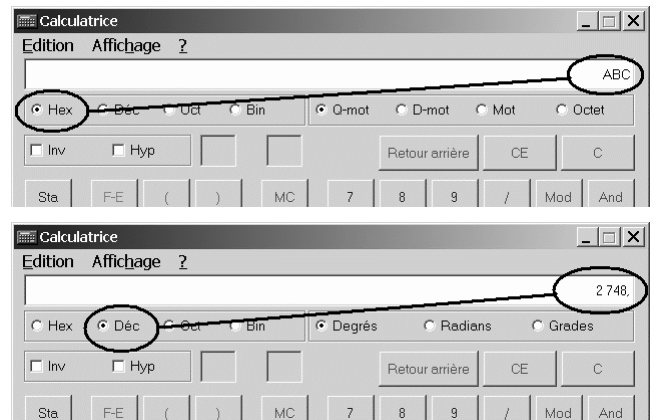 Calculatrice
Edition Affichage ?
ABC
Hex Déc Oct Bin Q-mot D-mot Mot Octet
Inv Hyp Retour arrière CE C
Sta F-E ( ) MC 7 8 9 / Mod And
Calculatrice
Edition Affichage ?
2 748,
Hex Déc Oct Bin Degrés Radians Grades
Inv Hyp Retour arrière CE C
Sta F-E ( ) MC 7 8 9 / Mod And